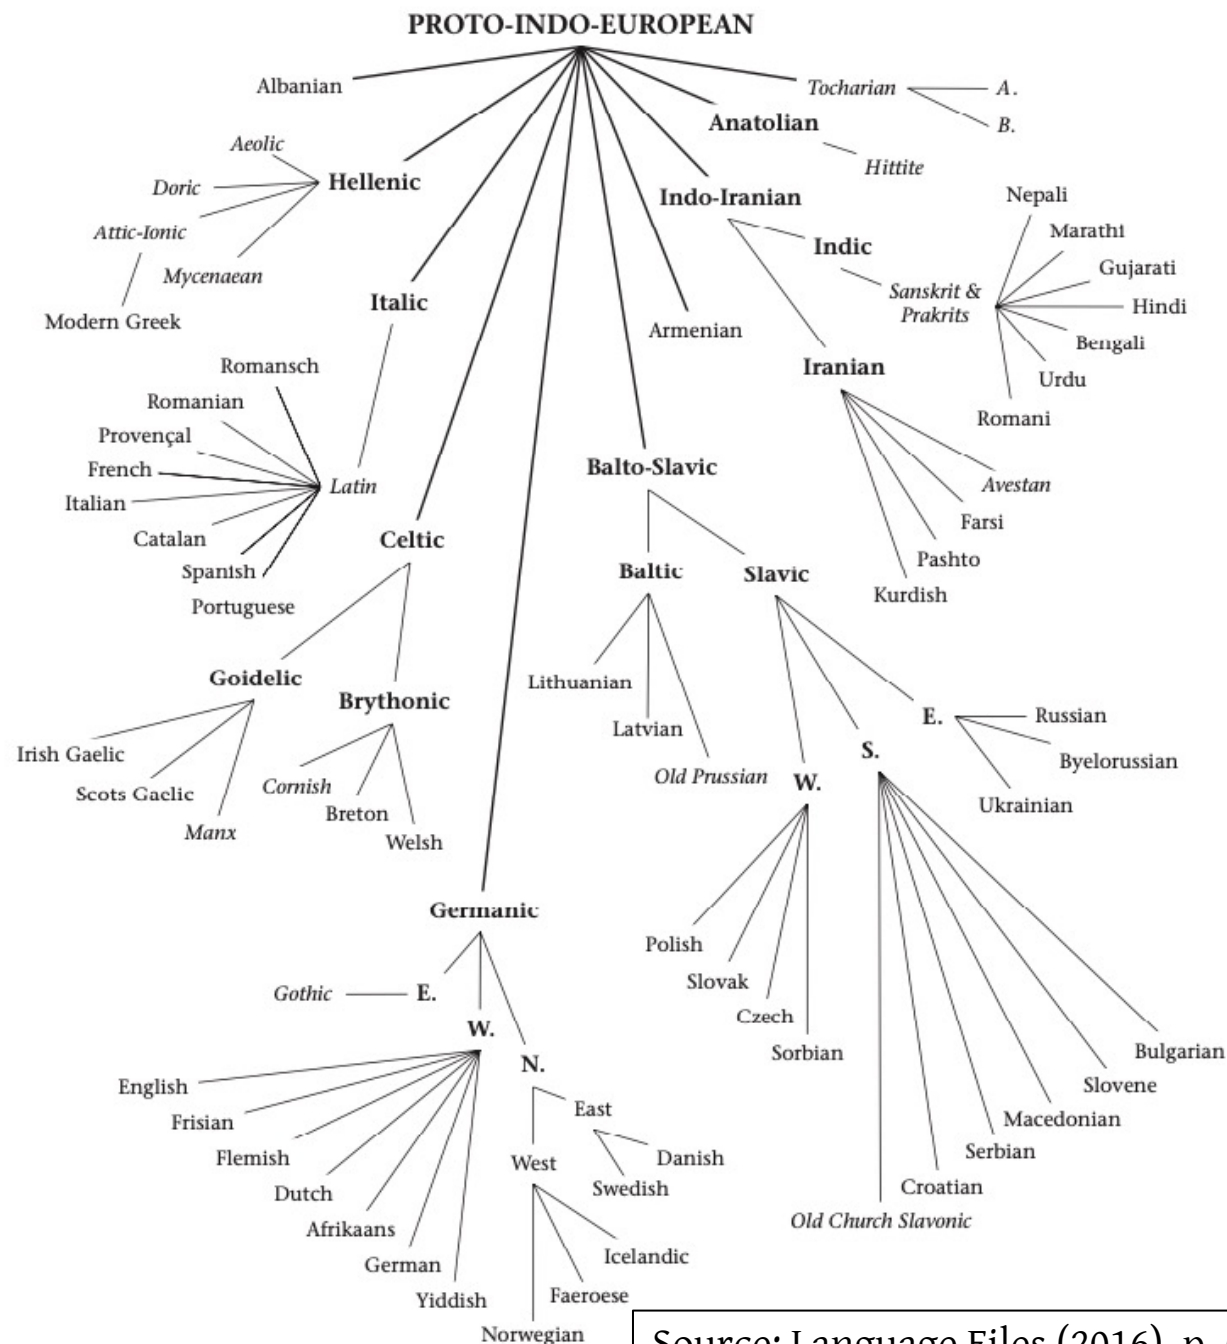 PROTO-INDO-EUROPEAN
Albanian
Tocharian
A.
B.
Anatolian
Hittite
Aeolic
Doric
Hellenic
Attic-Ionic
Mycenaean
Modern Greek
Indo-Iranian
Indic
Sanskrit &
Prakrits
Nepali
Marathi
Gujarati
Hindi
Bengali
Urdu
Romani
Italic
Armenian
Iranian
Avestan
Farsi
Pashto
Kurdish
Romansch
Romanian
Provençal
French
Italian
Catalan
Spanish
Portuguese
Latin
Celtic
Goidelic
Irish Gaelic
Scots Gaelic
Manx
Brythonic
Cornish
Breton
Welsh
Balto-Slavic
Baltic
Slavic
Lithuanian
Latvian
Old Prussian
E.
Russian
Byelorussian
Ukrainian
S.
W.
Polish
Slovak
Czech
Sorbian
Bulgarian
Slovene
Macedonian
Serbian
Croatian
Old Church Slavonic
Germanic
Gothic
E.
W.
N.
English
Frisian
Flemish
Dutch
Afrikaans
German
Yiddish
East
Danish
Swedish
West
Icelandic
Faeroese
Norwegian
Source: Language Files (2016), p.